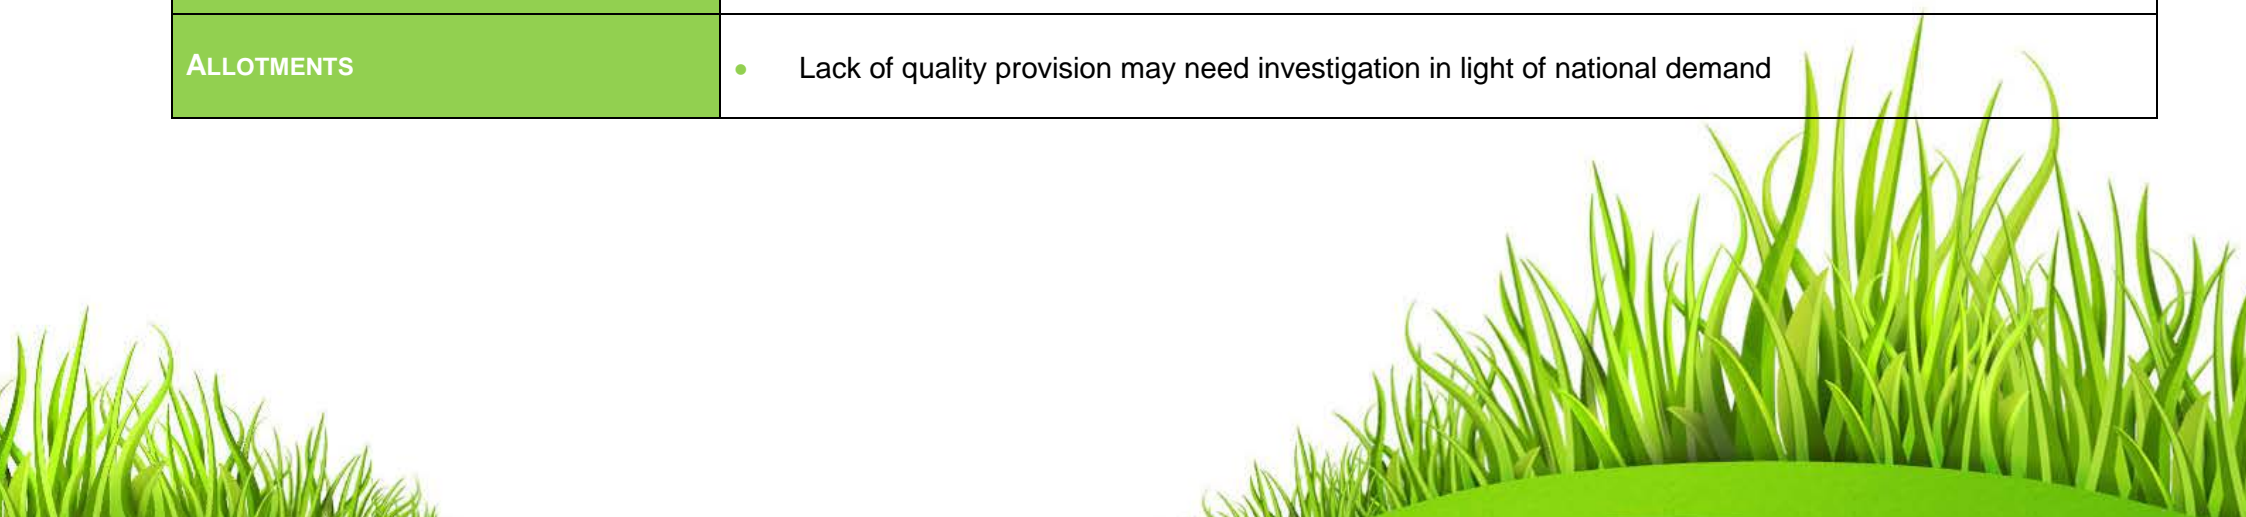 ALLOTMENTS
• Lack of quality provision may need investigation in light of national demand